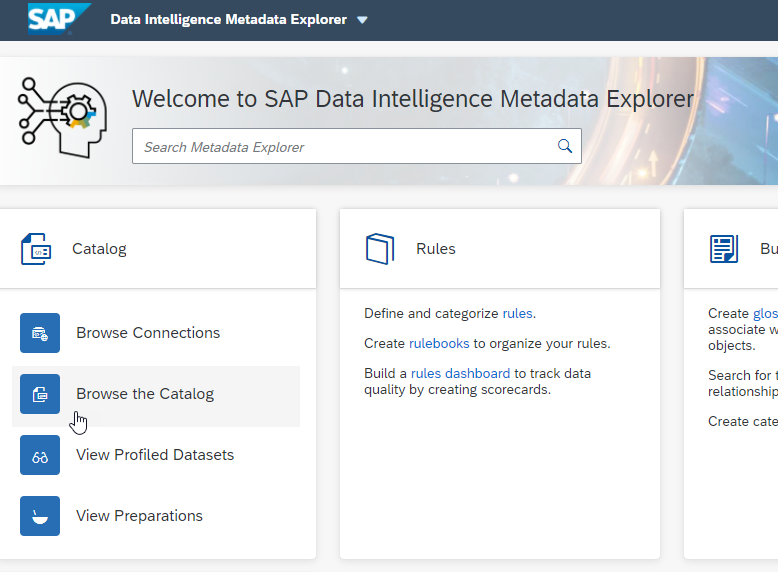 SAP
Data Intelligence Metadata Explorer
Welcome to SAP Data Intelligence Metadata Explorer
Search Metadata Explorer
Catalog
Browse Connections
Browse the Catalog
View Profiled Datasets
View Preparations
Rules
Define and categorize rules.
Create rulebooks to organize your rules.
Build a rules dashboard to track data
quality by creating scorecards.
Bu
Create glos
associate w
objects.
Search for t
relationship
Create cate